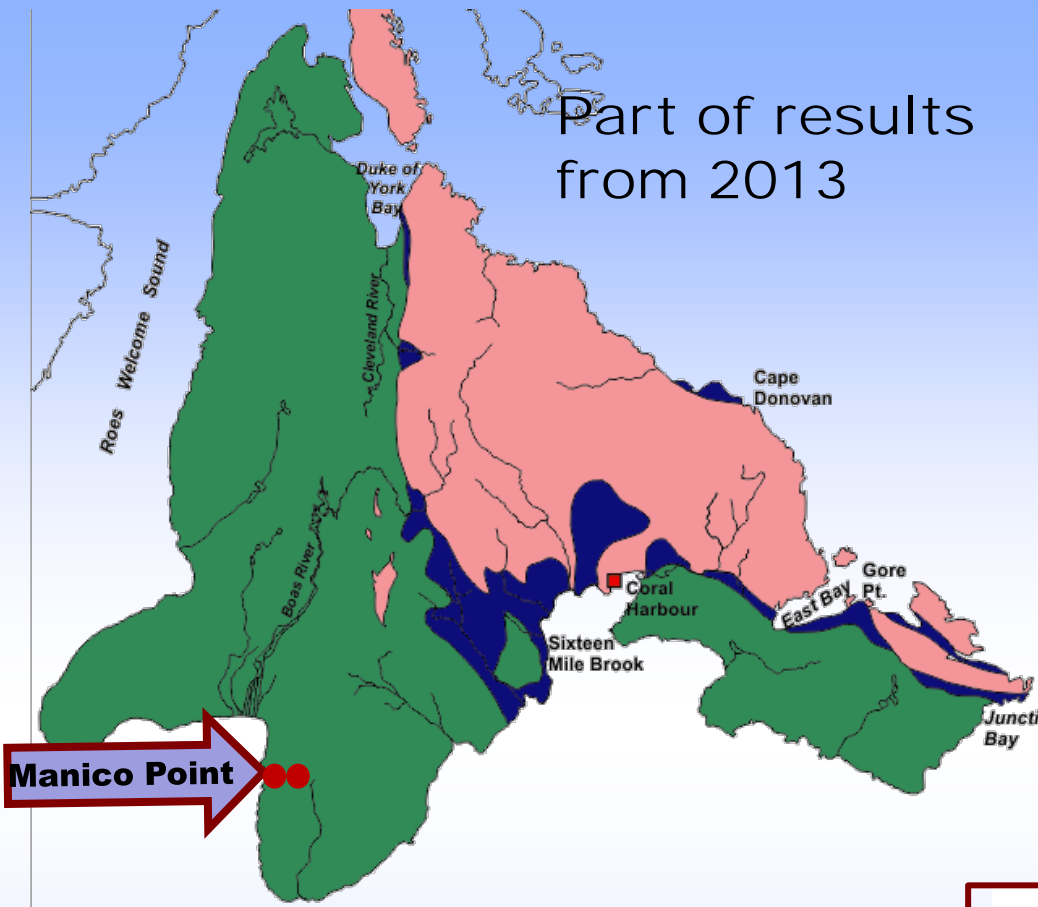 Part of results
from 2013
Duke of
York
Bay
Roes Welcome Sound
Cleveland River
Cape
Donovan
Boas River
Coral
Harbour
East Bay
Gore
Pt.
Sixteen
Mile Brook
Juncti
Bay
Manico Point